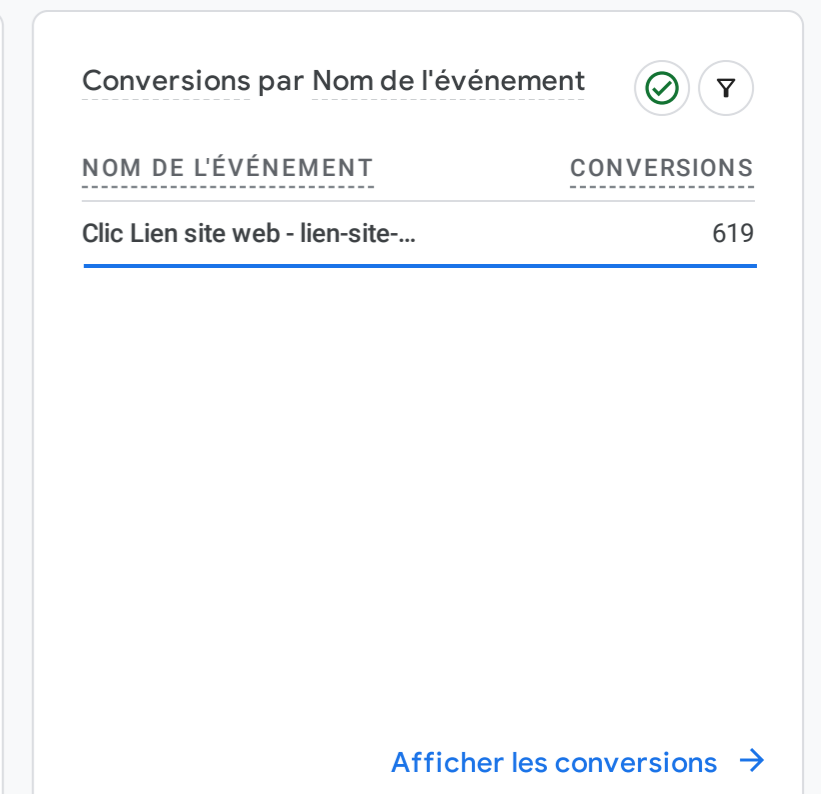 Conversions par Nom de l'événement
NOM DE L'ÉVÉNEMENT CONVERSIONS
Clic Lien site web - lien-site-... 619
Afficher les conversions